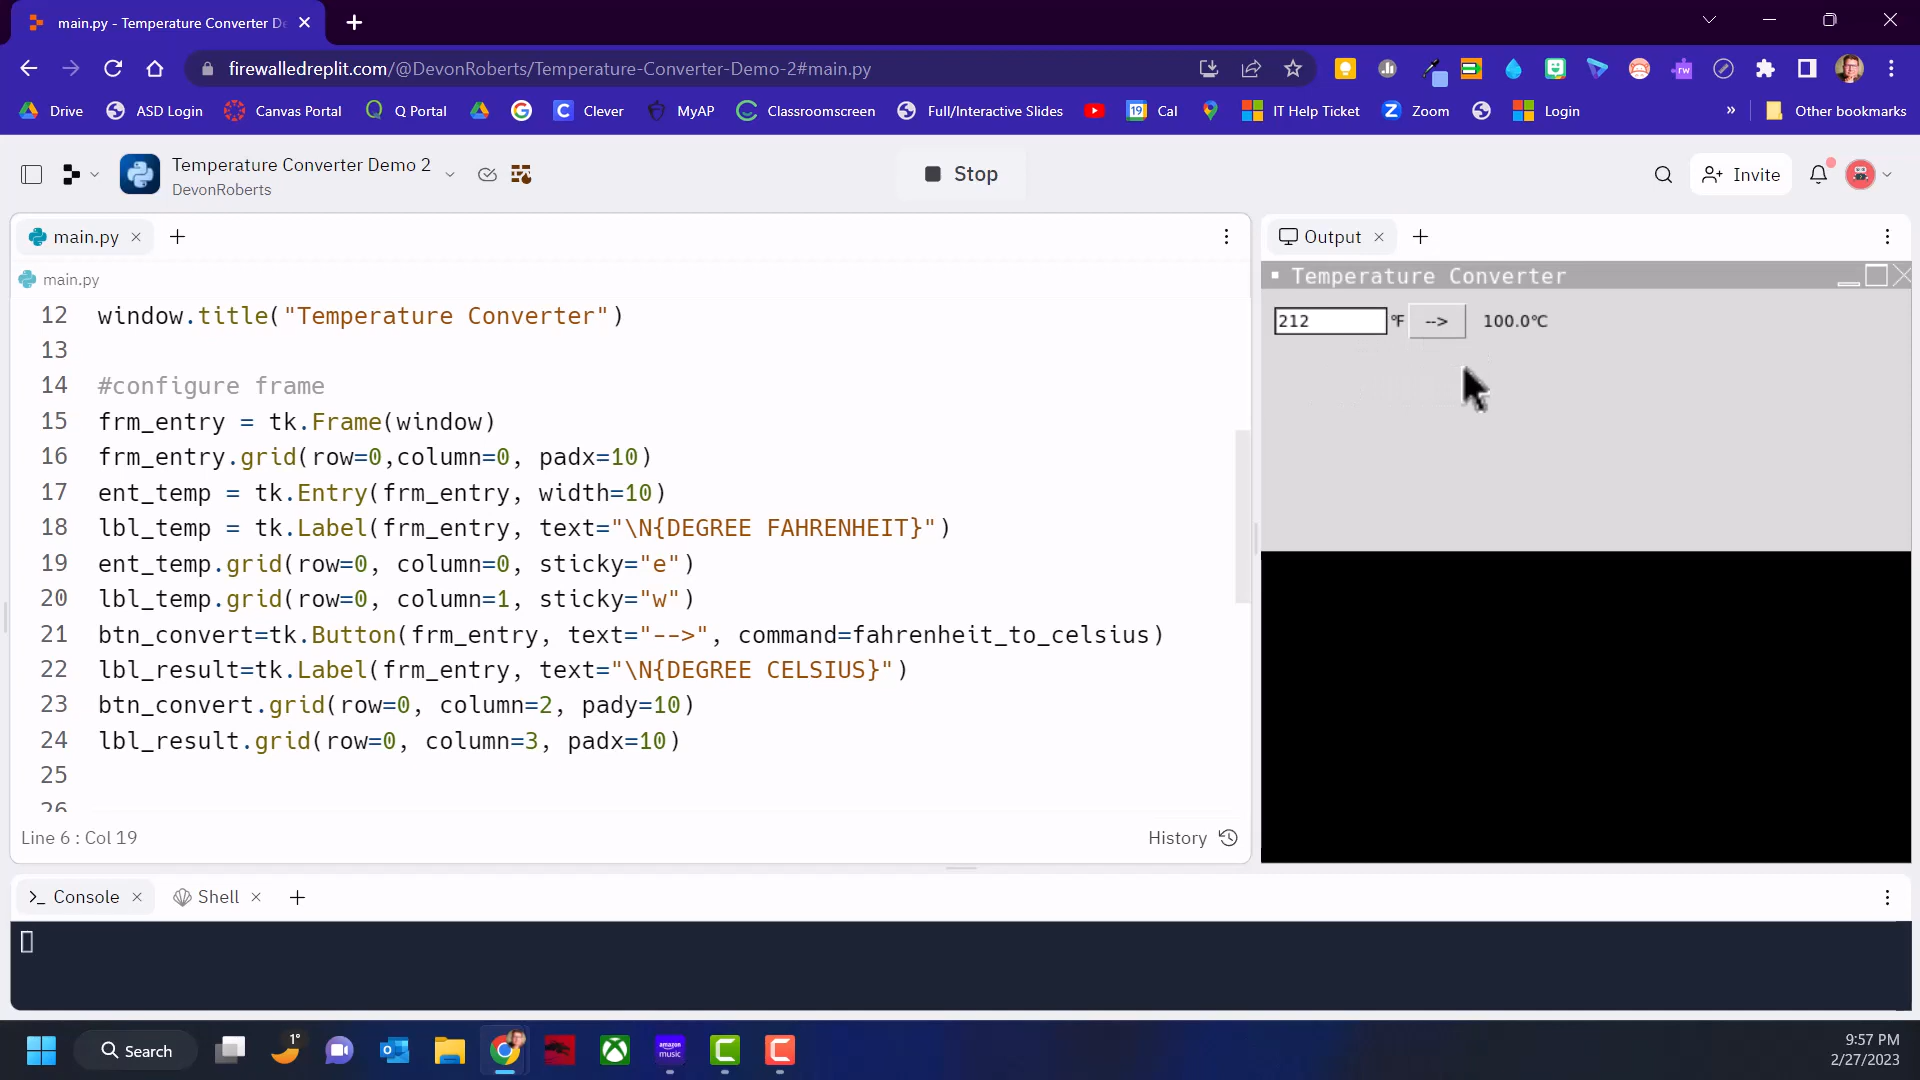 main.py - Temperature Converter De
firewalledreplit.com/@DevonRoberts/Temperature-Converter-Demo-2#main.py
rw
Drive ASD Login Canvas Portal Q Portal Clever MyAP Classroomscreen Full/Interactive Slides 19 Cal IT Help Ticket Zoom Login » Other bookmarks
Temperature Converter Demo 2
DevonRoberts
Stop
Invite
main.py
Output
main.py
Temperature Converter
212 °F --> 100.0℃
12 window.title("Temperature Converter")
13
14 #configure frame
15 frm_entry = tk.Frame(window)
16 frm_entry.grid(row=0,column=0, padx=10)
17 ent_temp = tk.Entry(frm_entry, width=10)
18 lbl_temp = tk.Label(frm_entry, text="\N{DEGREE FAHRENHEIT}")
19 ent_temp.grid(row=0, column=0, sticky="e")
20 lbl_temp.grid(row=0, column=1, sticky="w")
21 btn_convert=tk.Button(frm_entry, text="-->", command=fahrenheit_to_celsius)
22 lbl_result=tk.Label(frm_entry, text="\N{DEGREE CELSIUS}")
23 btn_convert.grid(row=0, column=2, pady=10)
24 lbl_result.grid(row=0, column=3, padx=10)
25
26
Line 6 : Col 19
History
Console Shell
Search
1°
amazon music
9:57 PM
2/27/2023